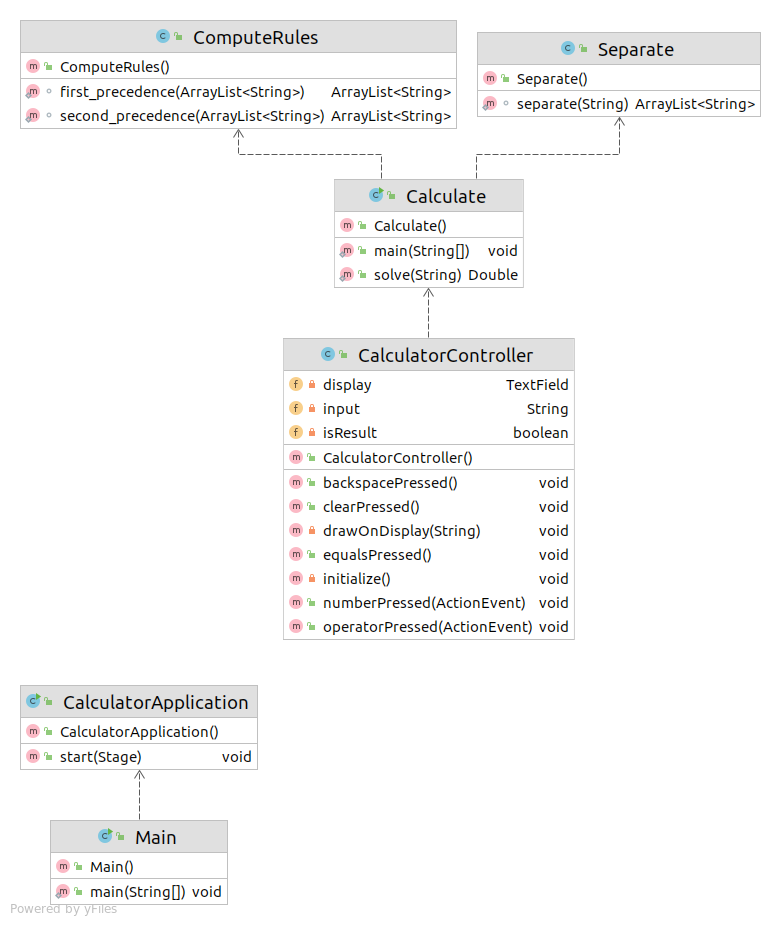 ComputeRules
ComputeRules()
first_precedence(ArrayList<String>) ArrayList<String>
second_precedence(ArrayList<String>) ArrayList<String>
Separate
Separate()
separate(String) ArrayList<String>
Calculate
Calculate()
main(String[]) void
solve(String) Double
CalculatorController
display TextField
input String
isResult boolean
CalculatorController()
backspacePressed() void
clearPressed() void
drawOnDisplay(String) void
equalsPressed() void
initialize() void
numberPressed(ActionEvent) void
operatorPressed(ActionEvent) void
CalculatorApplication
CalculatorApplication()
start(Stage) void
Main
Main()
main(String[]) void
Powered by yFiles